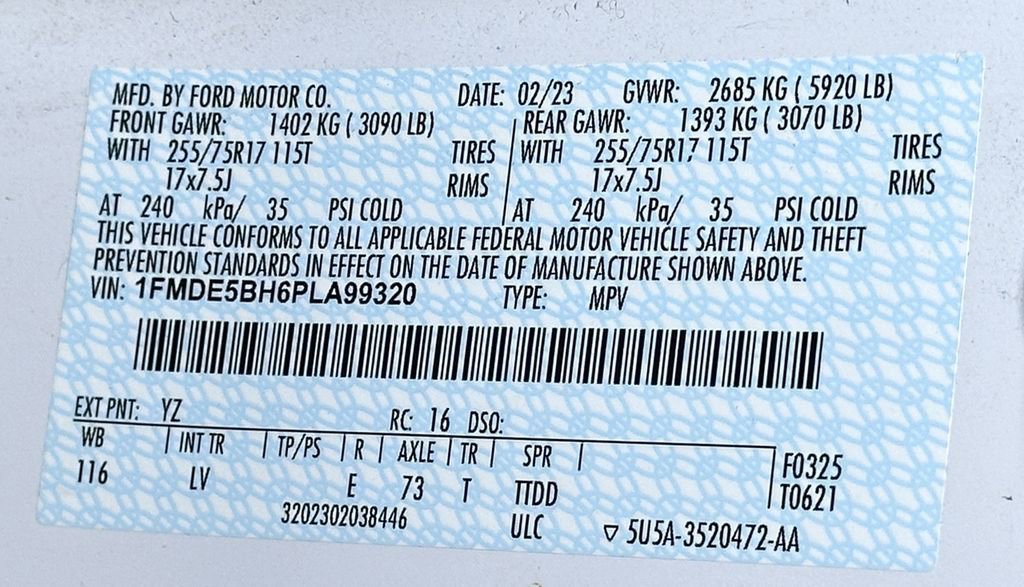 MFD. BY FORD MOTOR CO. DATE: 02/23 GVWR: 2685 KG ( 5920 LB)
FRONT GAWR: 1402 KG ( 3090 LB) REAR GAWR: 1393 KG ( 3070 LB)
WITH 255/75R17 115T TIRES WITH 255/75R17 115T TIRES
17x7.5J RIMS 17x7.5J RIMS
AT 240 kPa/ 35 PSI COLD AT 240 kPa/ 35 PSI COLD
THIS VEHICLE CONFORMS TO ALL APPLICABLE FEDERAL MOTOR VEHICLE SAFETY AND THEFT
PREVENTION STANDARDS IN EFFECT ON THE DATE OF MANUFACTURE SHOWN ABOVE.
VIN: 1FMDE5BH6PLA99320 TYPE: MPV
EXT PNT: YZ RC: 16 DSO:
WB INT TR TP/PS R AXLE TR SPR F0325
116 LV E 73 T TTDD T0621
3202302038446 ULC ▽ 5U5A-3520472-AA